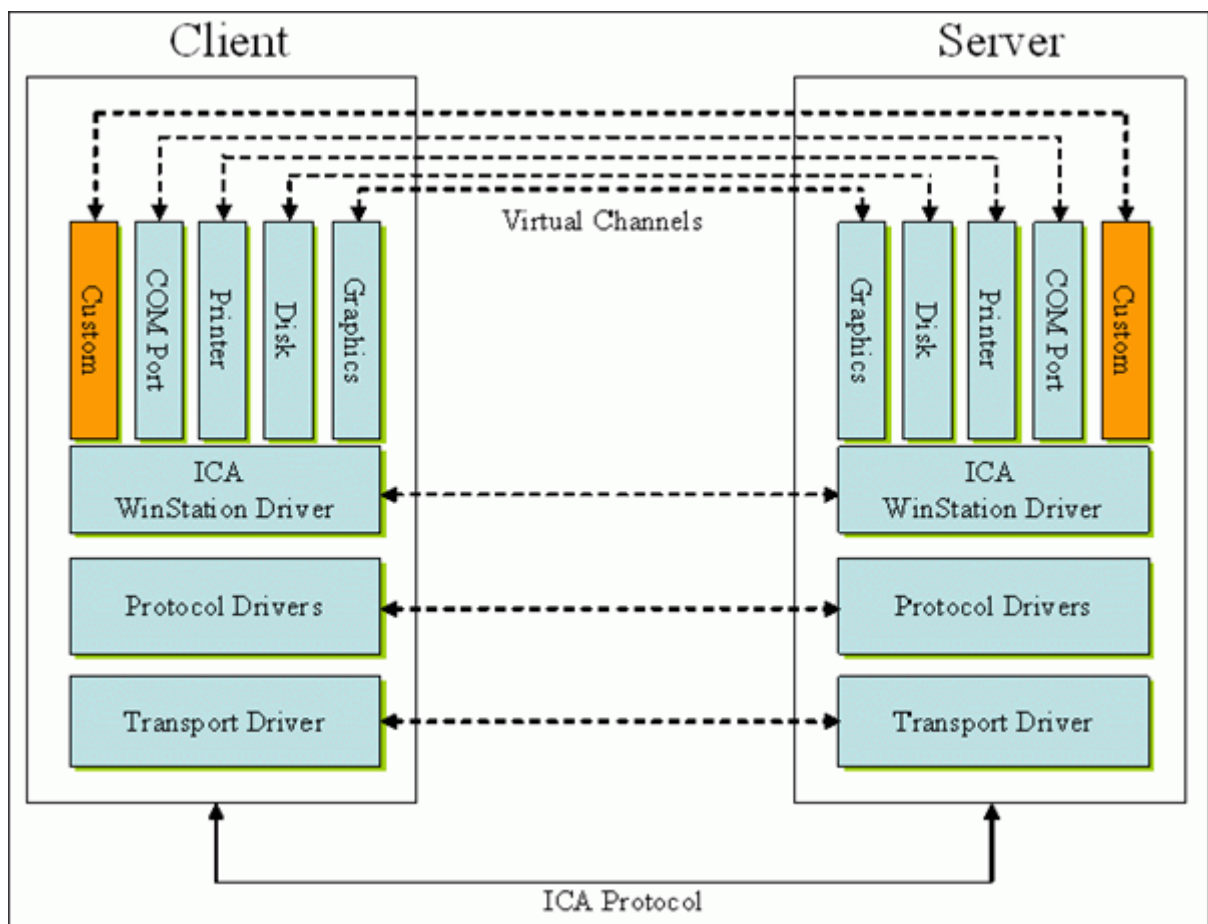 Client
Server
Virtual Channels
Custom
COM Port
Printer
Disk
Graphics
Graphics
Disk
Printer
COM Port
Custom
ICA
WinStation Driver
ICA
WinStation Driver
Protocol Drivers
Protocol Drivers
Transport Driver
Transport Driver
ICA Protocol